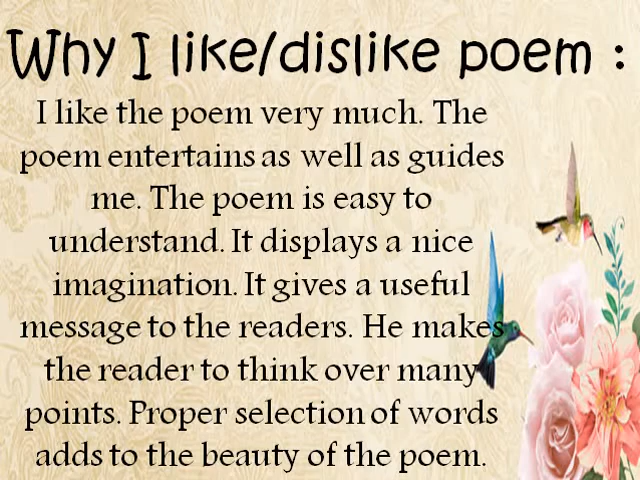 Why I like/dislike poem :
I like the poem very much. The
poem entertains as well as guides
me. The poem is easy to
understand. It displays a nice
imagination. It gives a useful
message to the readers. He makes
the reader to think over many
points. Proper selection of words
adds to the beauty of the poem.